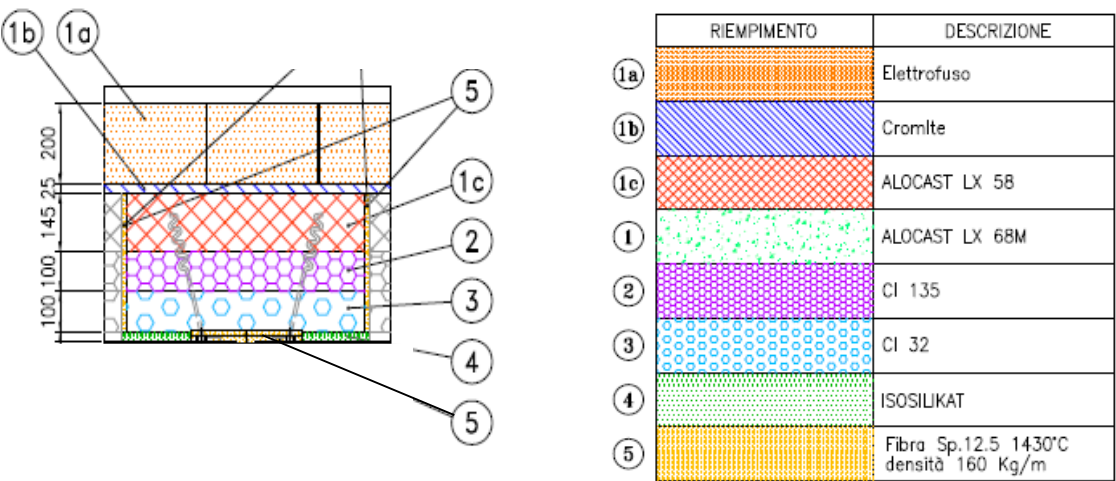 1b
1a
5
200
25
145
100
100
1c
2
3
4
5
RIEMPIMENTO DESCRIZIONE
1a Elettrofuso
1b CromIte
1c ALOCAST LX 58
1 ALOCAST LX 68M
2 CI 135
3 CI 32
4 ISOSILIKAT
5 Fibra Sp.12.5 1430°C
densità 160 Kg/m